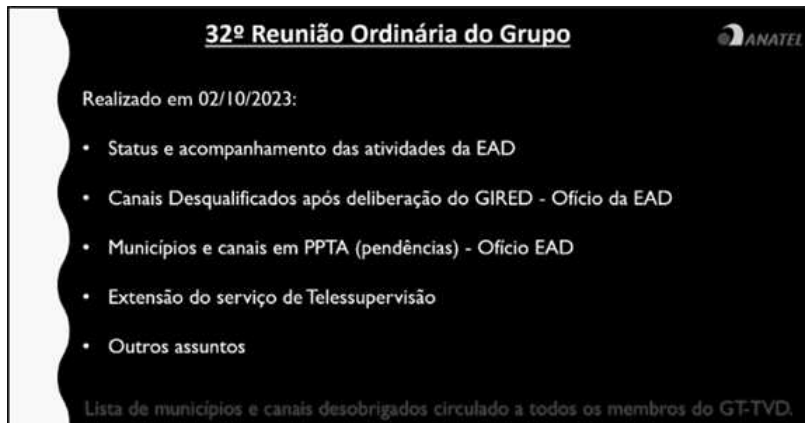 32º Reunião Ordinária do Grupo
ANATEL
Realizado em 02/10/2023:
• Status e acompanhamento das atividades da EAD
• Canais Desqualificados após deliberação do GIRED - Ofício da EAD
• Municípios e canais em PPTA (pendências) - Ofício EAD
• Extensão do serviço de Telessupervisão
• Outros assuntos
Lista de municípios e canais desobrigados circulado a todos os membros do GT-TVD.